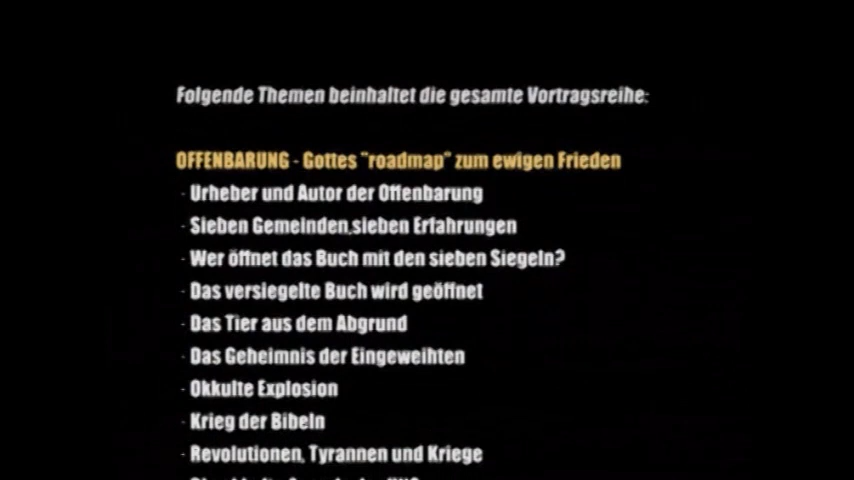 Folgende Themen beinhaltet die gesamte Vortragsreihe:
OFFENBARUNG - Gottes "roadmap" zum ewigen Frieden
- Urheber und Autor der Offenbarung
- Sieben Gemeinden,sieben Erfahrungen
- Wer öffnet das Buch mit den sieben Siegeln?
- Das versiegelte Buch wird geöffnet
- Das Tier aus dem Abgrund
- Das Geheimnis der Eingeweihten
- Okkulte Explosion
- Krieg der Bibeln
- Revolutionen, Tyrannen und Kriege